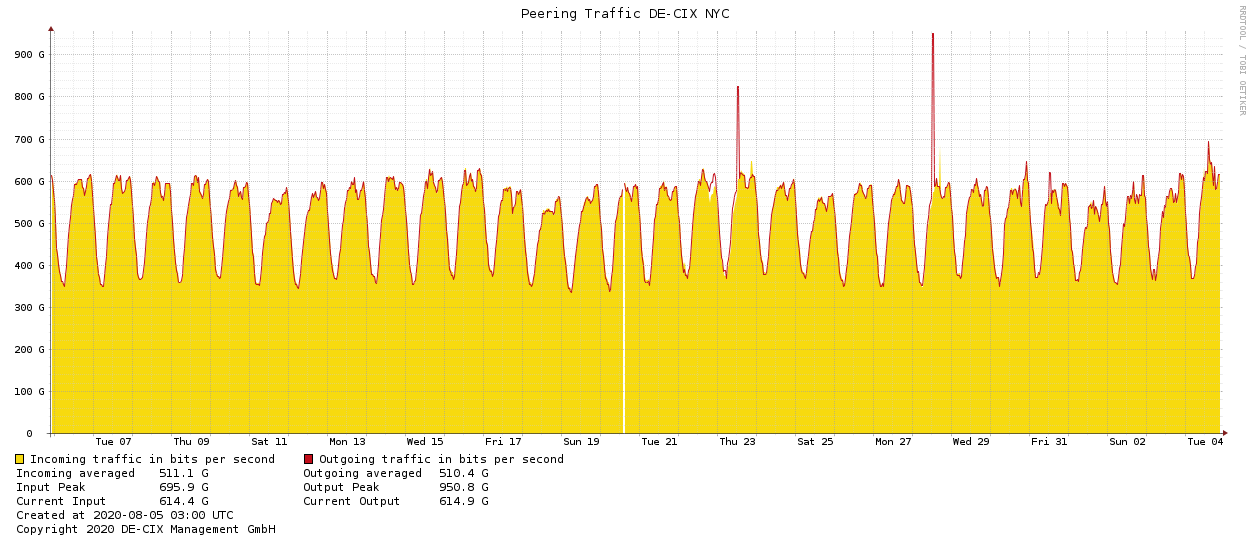 Peering Traffic DE-CIX NYC
RRDTOOL / TOBI OETIKER
900 G
800 G
700 G
600 G
500 G
400 G
300 G
200 G
100 G
0
Tue 07 Thu 09 Sat 11 Mon 13 Wed 15 Fri 17 Sun 19 Tue 21 Thu 23 Sat 25 Mon 27 Wed 29 Fri 31 Sun 02 Tue 04
Incoming traffic in bits per second Outgoing traffic in bits per second
Incoming averaged 511.1 G Outgoing averaged 510.4 G
Input Peak 695.9 G Output Peak 950.8 G
Current Input 614.4 G Current Output 614.9 G
Created at 2020-08-05 03:00 UTC
Copyright 2020 DE-CIX Management GmbH